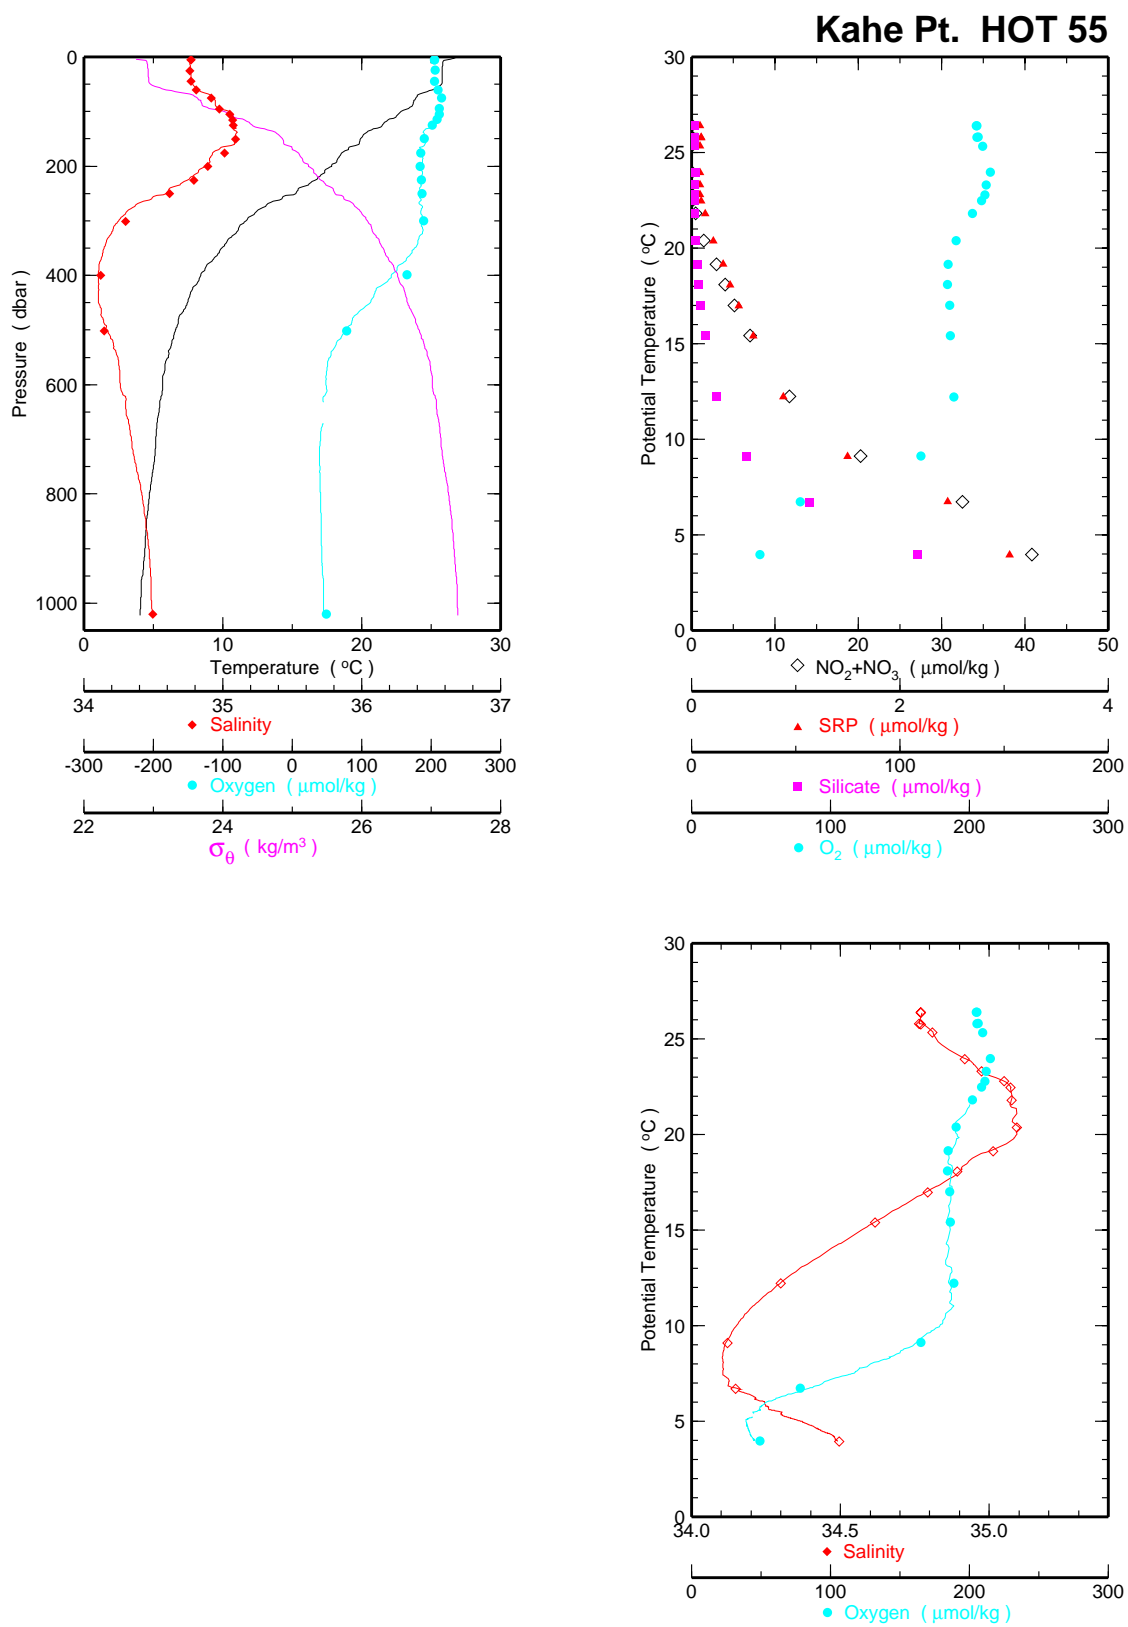 Kahe Pt. HOT 55
0
200
400
600
800
1000
Pressure ( dbar )
0 10 20 30
Temperature ( °C )
34 35 36 37
Salinity
-300 -200 -100 0 100 200 300
Oxygen ( μmol/kg )
22 24 26 28
σθ ( kg/m³ )
30
25
20
15
10
5
0
Potential Temperature ( °C )
0 10 20 30 40 50
NO₂+NO₃ ( μmol/kg )
0 2 4
SRP ( μmol/kg )
0 100 200
Silicate ( μmol/kg )
0 100 200 300
O₂ ( μmol/kg )
30
25
20
15
10
5
0
Potential Temperature ( °C )
34.0 34.5 35.0
Salinity
0 100 200 300
Oxygen ( μmol/kg )